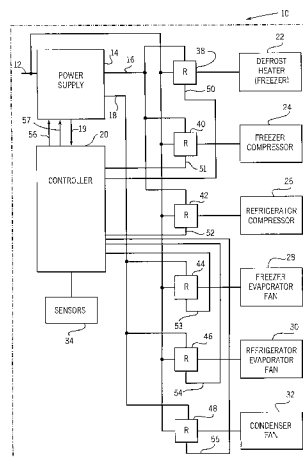 10
14
38
22
12
POWER
SUPPLY
16
R
DEFROST
HEATER
(FREEZER)
57
56
19
18
50
20
40
24
R
FREEZER
COMPRESSOR
51
CONTROLLER
42
26
R
REFRIGERATOR
COMPRESSOR
52
44
28
R
FREEZER
EVAPORATOR
FAN
SENSORS
34
53
46
30
R
REFRIGERATOR
EVAPORATOR
FAN
54
48
32
R
CONDENSER
FAN
55